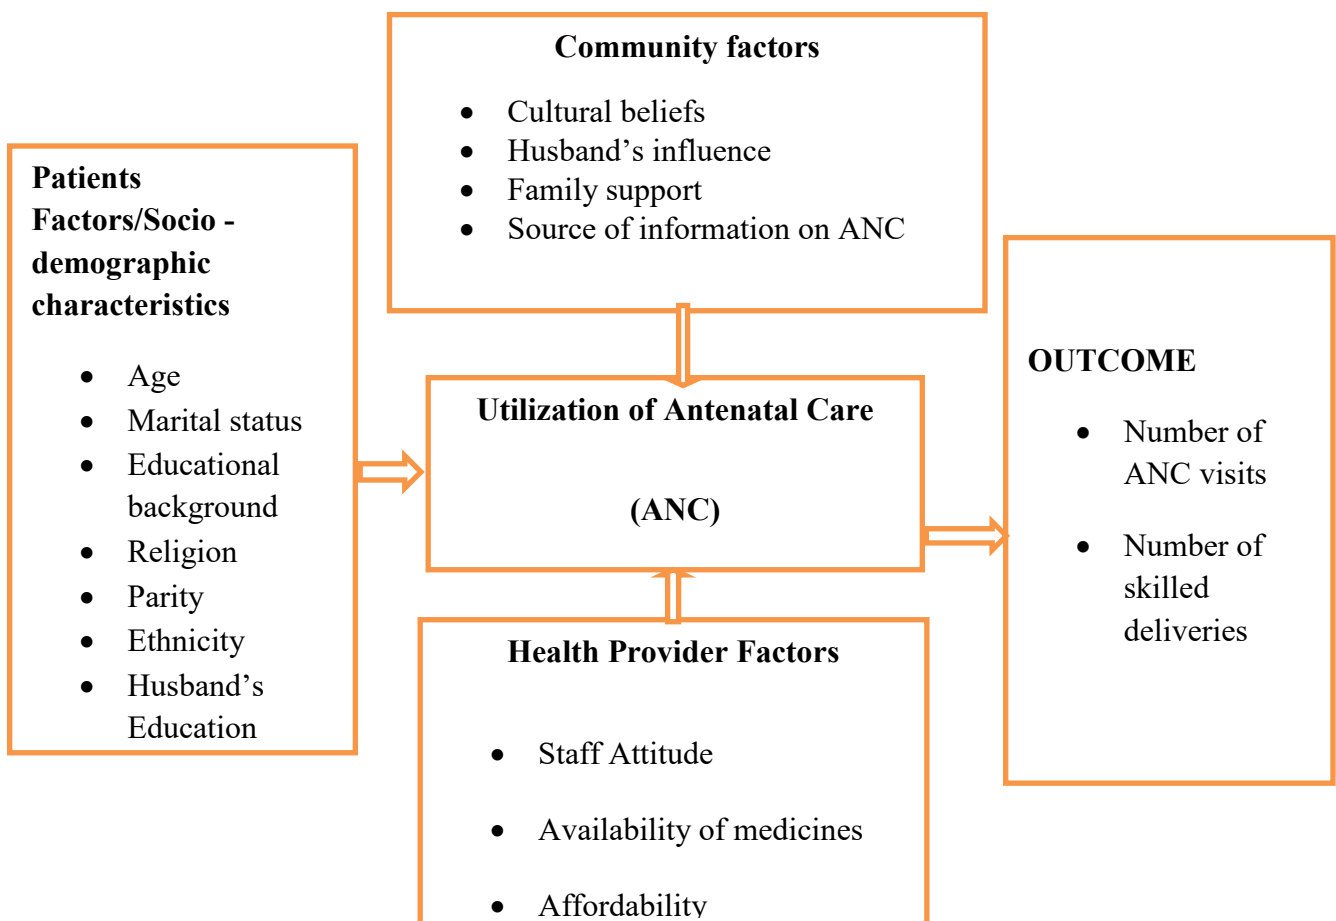 Community factors
• Cultural beliefs
• Husband’s influence
• Family support
• Source of information on ANC
Patients
Factors/Socio -
demographic
characteristics
• Age
• Marital status
• Educational
background
• Religion
• Parity
• Ethnicity
• Husband’s
Education
Utilization of Antenatal Care
(ANC)
Health Provider Factors
• Staff Attitude
• Availability of medicines
• Affordability
OUTCOME
• Number of
ANC visits
• Number of
skilled
deliveries